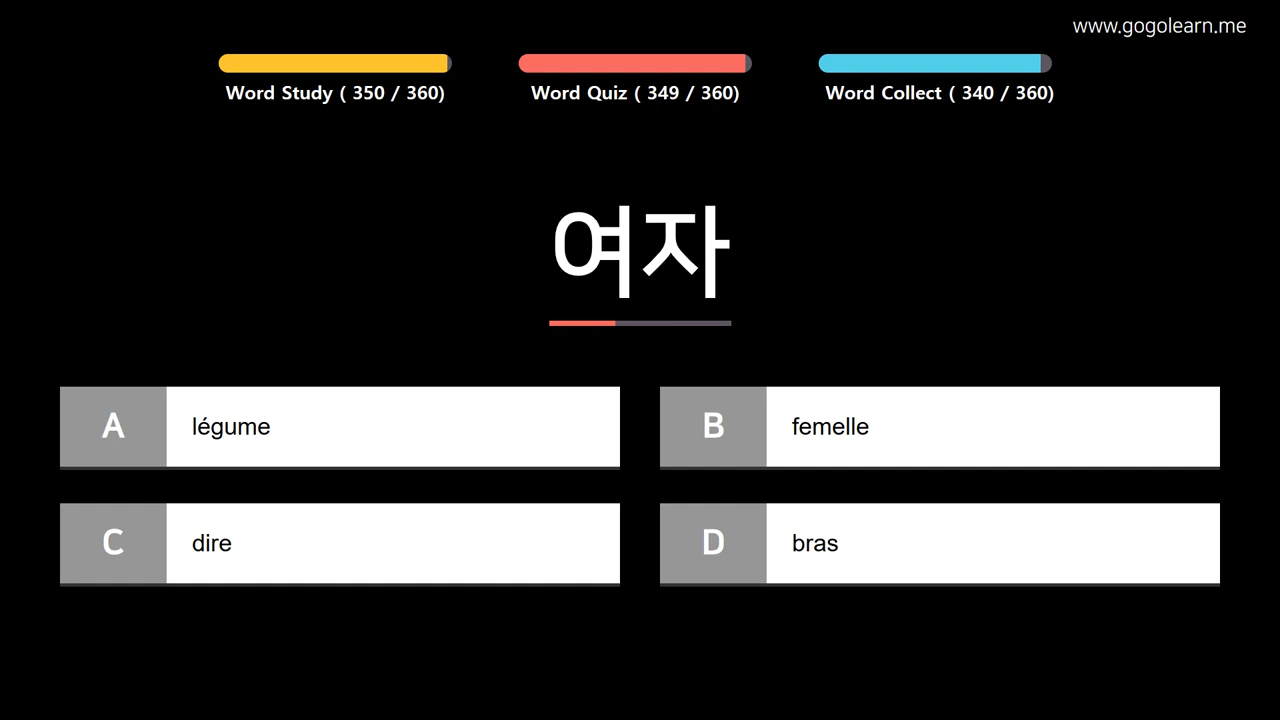 www.gogolearn.me
Word Study ( 350 / 360)
Word Quiz ( 349 / 360)
Word Collect ( 340 / 360)
여자
A légume
B femelle
C dire
D bras